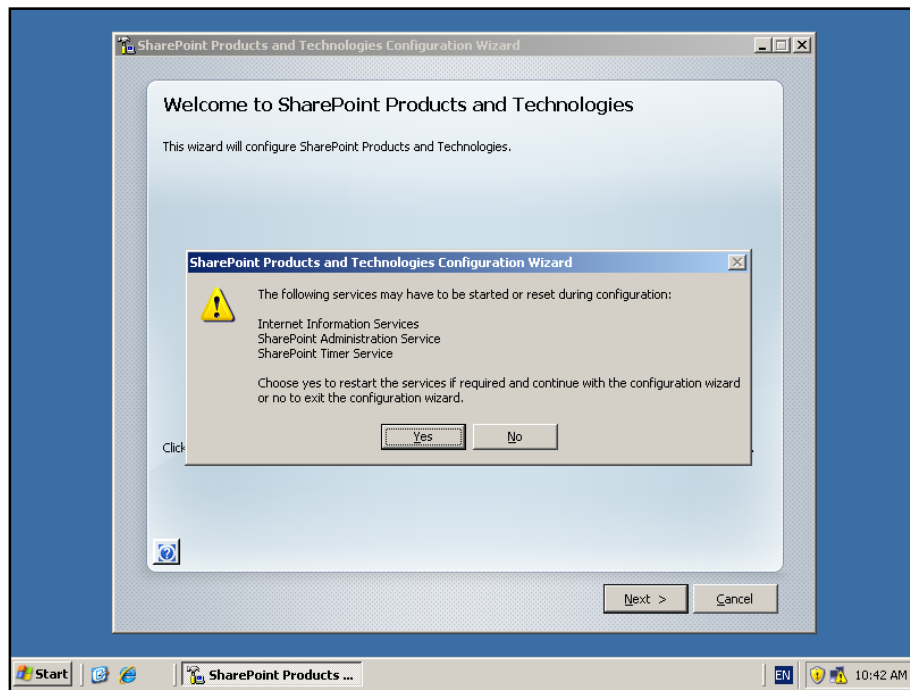 SharePoint Products and Technologies Configuration Wizard
Welcome to SharePoint Products and Technologies
This wizard will configure SharePoint Products and Technologies.
SharePoint Products and Technologies Configuration Wizard
The following services may have to be started or reset during configuration:
Internet Information Services
SharePoint Administration Service
SharePoint Timer Service
Choose yes to restart the services if required and continue with the configuration wizard
or no to exit the configuration wizard.
Yes No
Next > Cancel
Start SharePoint Products ... EN 10:42 AM